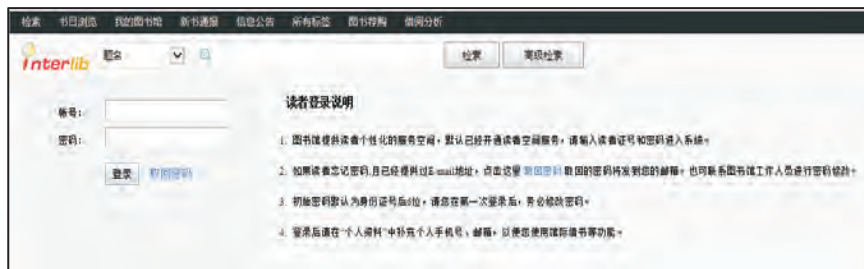 检索 书目浏览 我的图书馆 新书通报 信息公告 所有标签 图书荐购 借阅分析
interlib 题名 检索 高级检索
读者登录说明
帐号：
1. 图书馆提供读者个性化的服务空间，默认已经开通读者空间服务，请输入读者证号和密码进入系统。
密码：
2. 如果读者忘记密码,且已经提供过E-mail地址，点击这里 取回密码 取回的密码将发到您的邮箱，也可联系图书馆工作人员进行密码修改。
登录 取回密码
3. 初始密码默认为身份证号后6位，请您在第一次登录后，务必修改密码。
4. 登录后请在“个人资料”中补充个人手机号、邮箱，以便您使用馆际借书等功能。